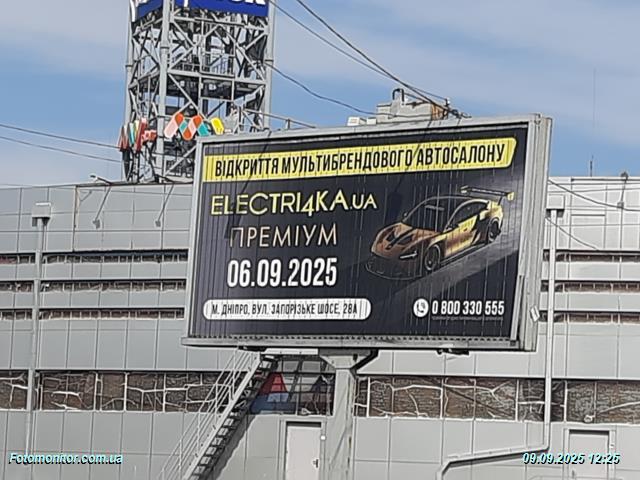 ВІДКРИТТЯ МУЛЬТИБРЕНДОВОГО АВТОСАЛОНУ
ELECTRI4KA.UA
ПРЕМІУМ
06.09.2025
М. ДНІПРО, ВУЛ. ЗАПОРІЗЬКЕ ШОСЕ, 28А
0 800 330 555
Fotomonitor.com.ua
09.09.2025 12:25